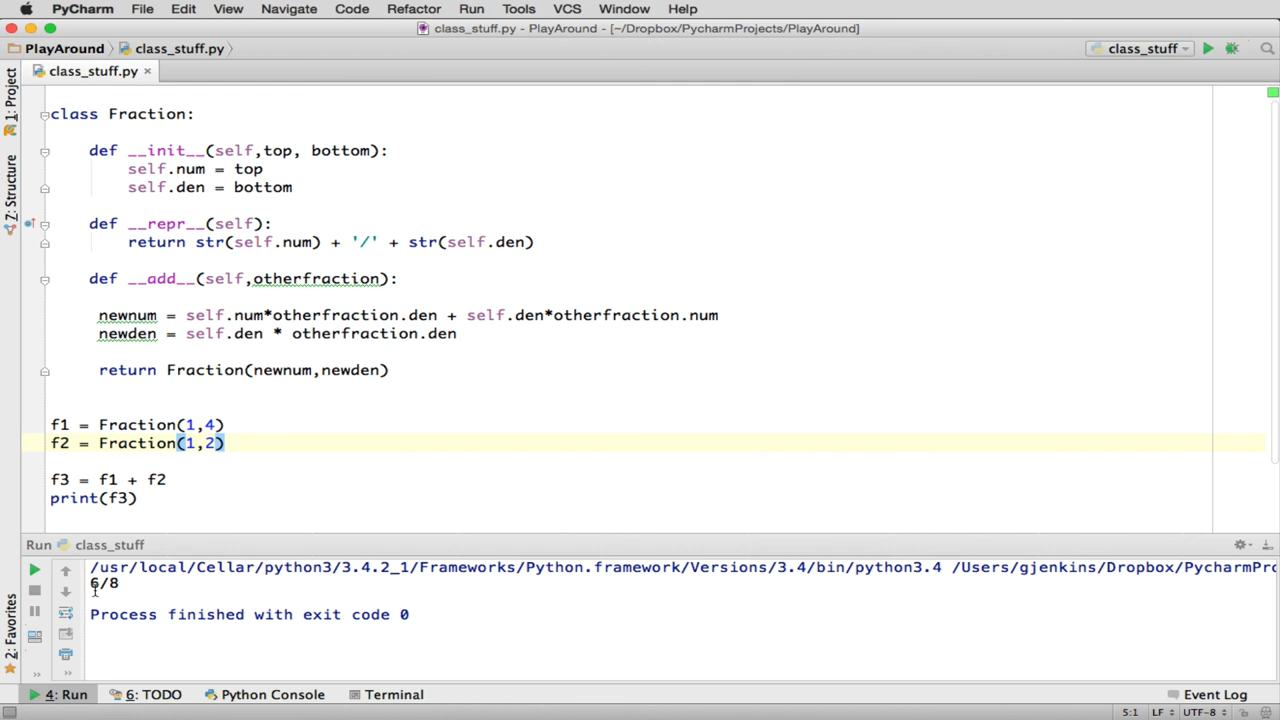 PyCharm File Edit View Navigate Code Refactor Run Tools VCS Window Help
class_stuff.py - PlayAround - [~/Dropbox/PycharmProjects/PlayAround]
PlayAround class_stuff.py class_stuff
class_stuff.py ×
1: Project
Z: Structure
2: Favorites
class Fraction:
def __init__(self,top, bottom):
self.num = top
self.den = bottom
def __repr__(self):
return str(self.num) + '/' + str(self.den)
def __add__(self,otherfraction):
newnum = self.num*otherfraction.den + self.den*otherfraction.num
newden = self.den * otherfraction.den
return Fraction(newnum,newden)
f1 = Fraction(1,4)
f2 = Fraction(1,2)
f3 = f1 + f2
print(f3)
Run class_stuff
/usr/local/Cellar/python3/3.4.2_1/Frameworks/Python.framework/Versions/3.4/bin/python3.4 /Users/gjenkins/Dropbox/PycharmPro
6/8
Process finished with exit code 0
4: Run 6: TODO Python Console Terminal Event Log
5:1 LF UTF-8